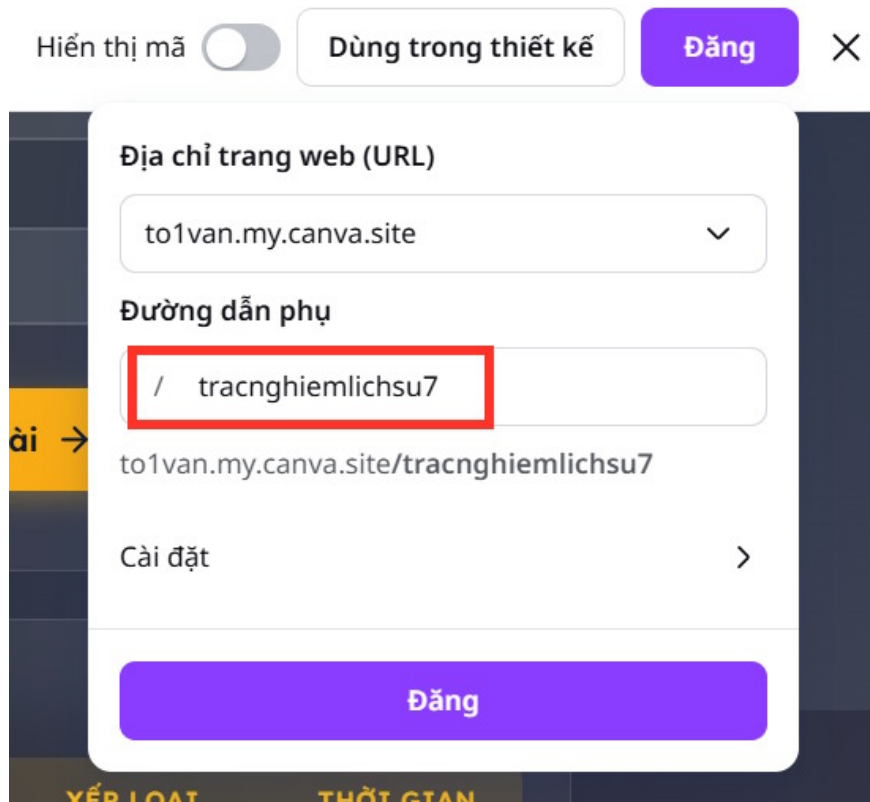 Hiển thị mã Dùng trong thiết kế Đăng
Địa chỉ trang web (URL)
to1van.my.canva.site
Đường dẫn phụ
/ tracnghiemlichsu7
ài →
to1van.my.canva.site/tracnghiemlichsu7
Cài đặt
Đăng
XẾP LOẠI THỜI GIAN